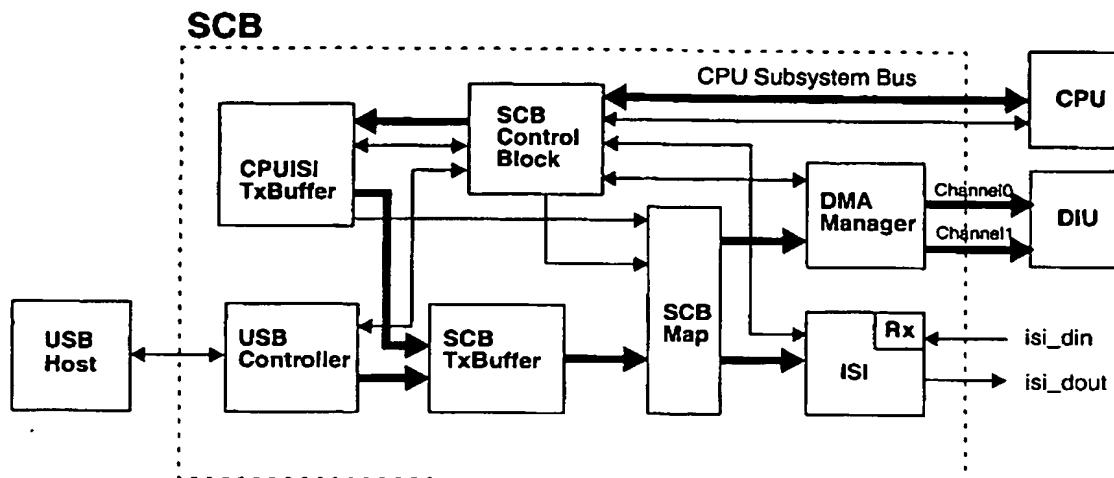 SCB
CPU Subsystem Bus
CPU
SCB
Control
Block
CPUISI
TxBuffer
DMA
Manager
Channel0
Channel1
DIU
USB
Host
USB
Controller
SCB
TxBuffer
SCB
Map
ISI
Rx
isi_din
isi_dout